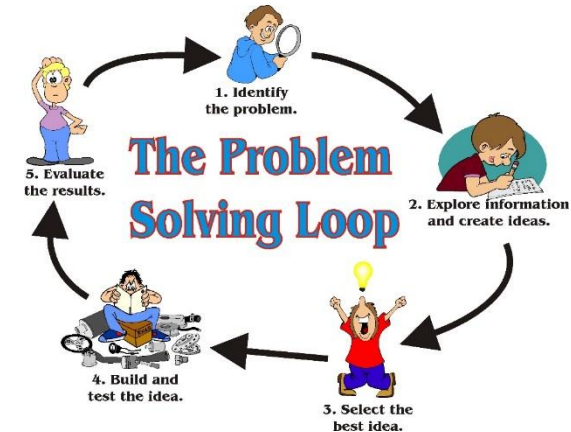 The Problem
Solving Loop
1. Identify
the problem.
2. Explore information
and create ideas.
3. Select the
best idea.
4. Build and
test the idea.
5. Evaluate
the results.